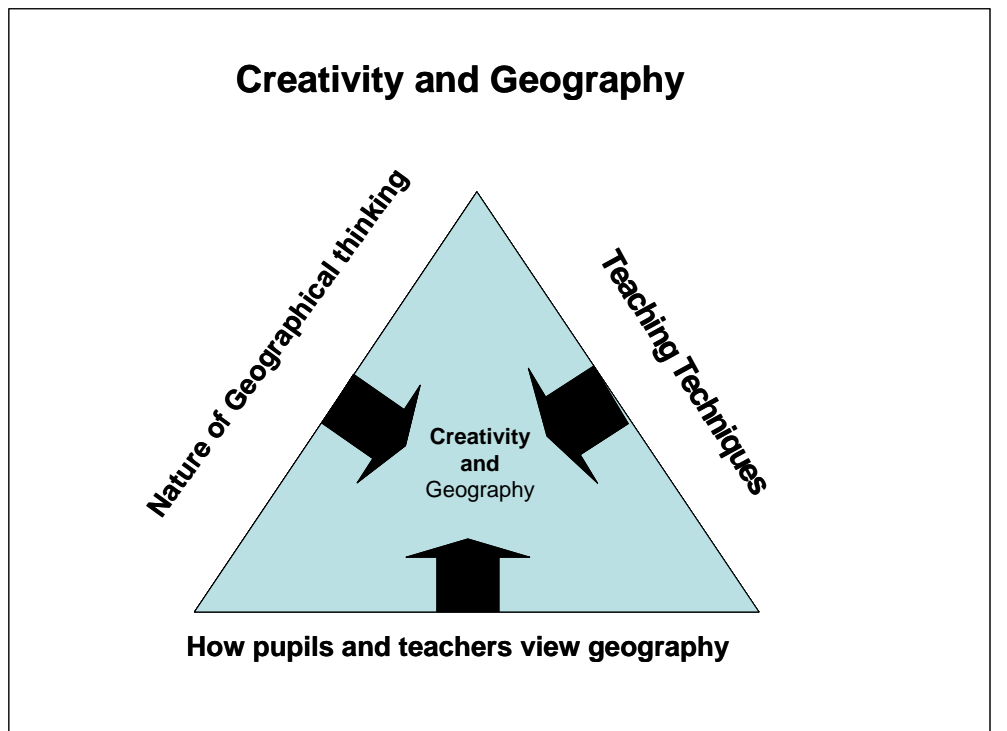 Creativity and Geography
Nature of Geographical thinking
Teaching Techniques
Creativity
and
Geography
How pupils and teachers view geography